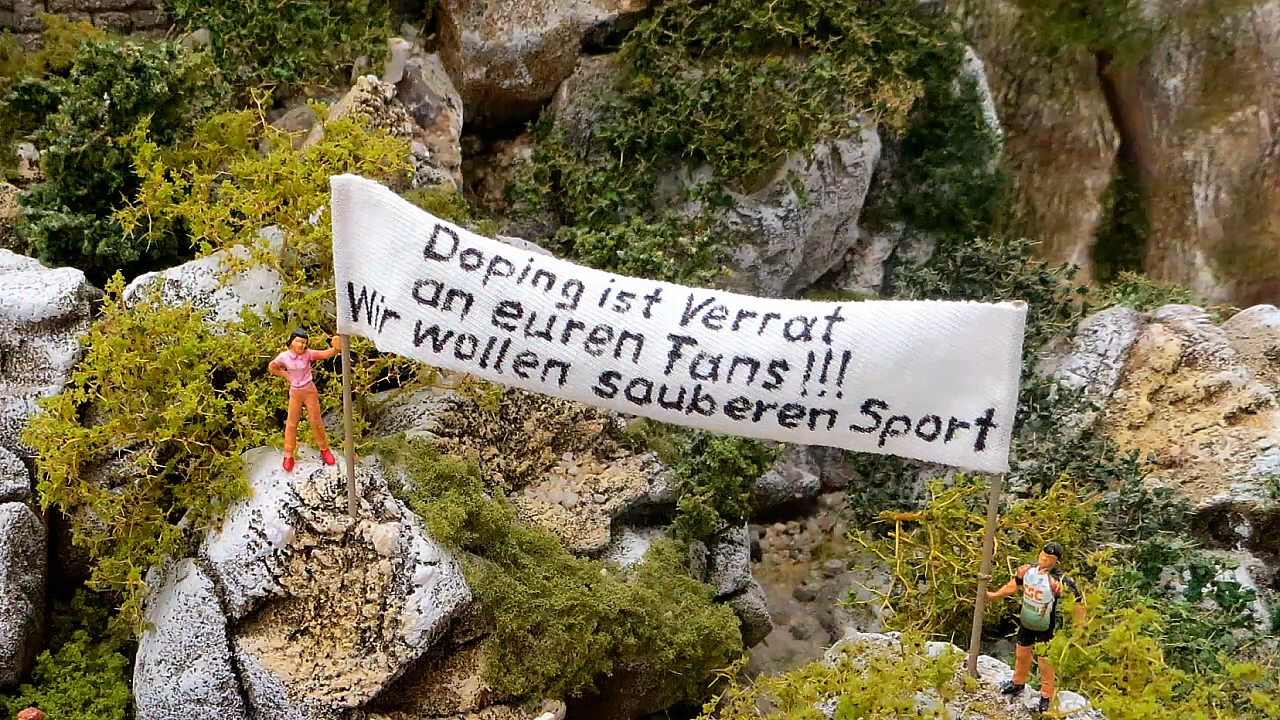 Doping ist Verrat
an euren Fans!!!
Wir wollen sauberen Sport